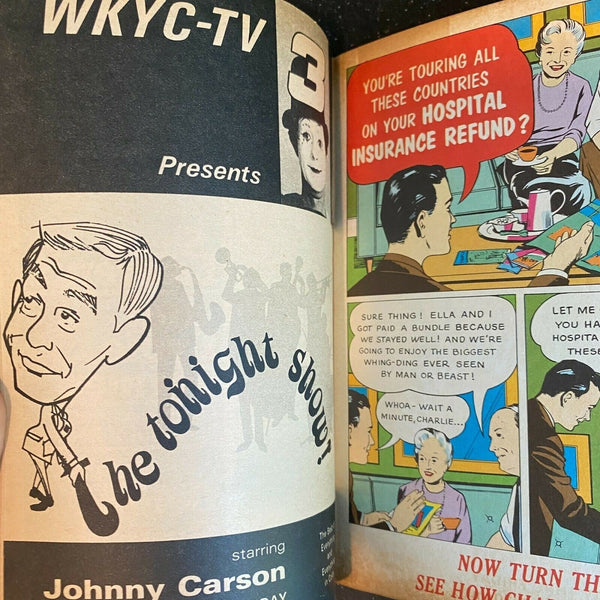 WKYC-TV
3
Presents
the tonight show!
starring
Johnny Carson
DAY
YOU'RE TOURING ALL
THESE COUNTRIES
ON YOUR HOSPITAL
INSURANCE REFUND?
SURE THING! ELLA AND I
GOT PAID A BUNDLE BECAUSE
WE STAYED WELL! AND WE'RE
GOING TO ENJOY THE BIGGEST
WHING-DING EVER SEEN
BY MAN OR BEAST!
WHOA- WAIT A
MINUTE, CHARLIE...
LET ME
YOU HA
HOSPITA
THESE
NOW TURN TH
SEE HOW CHA